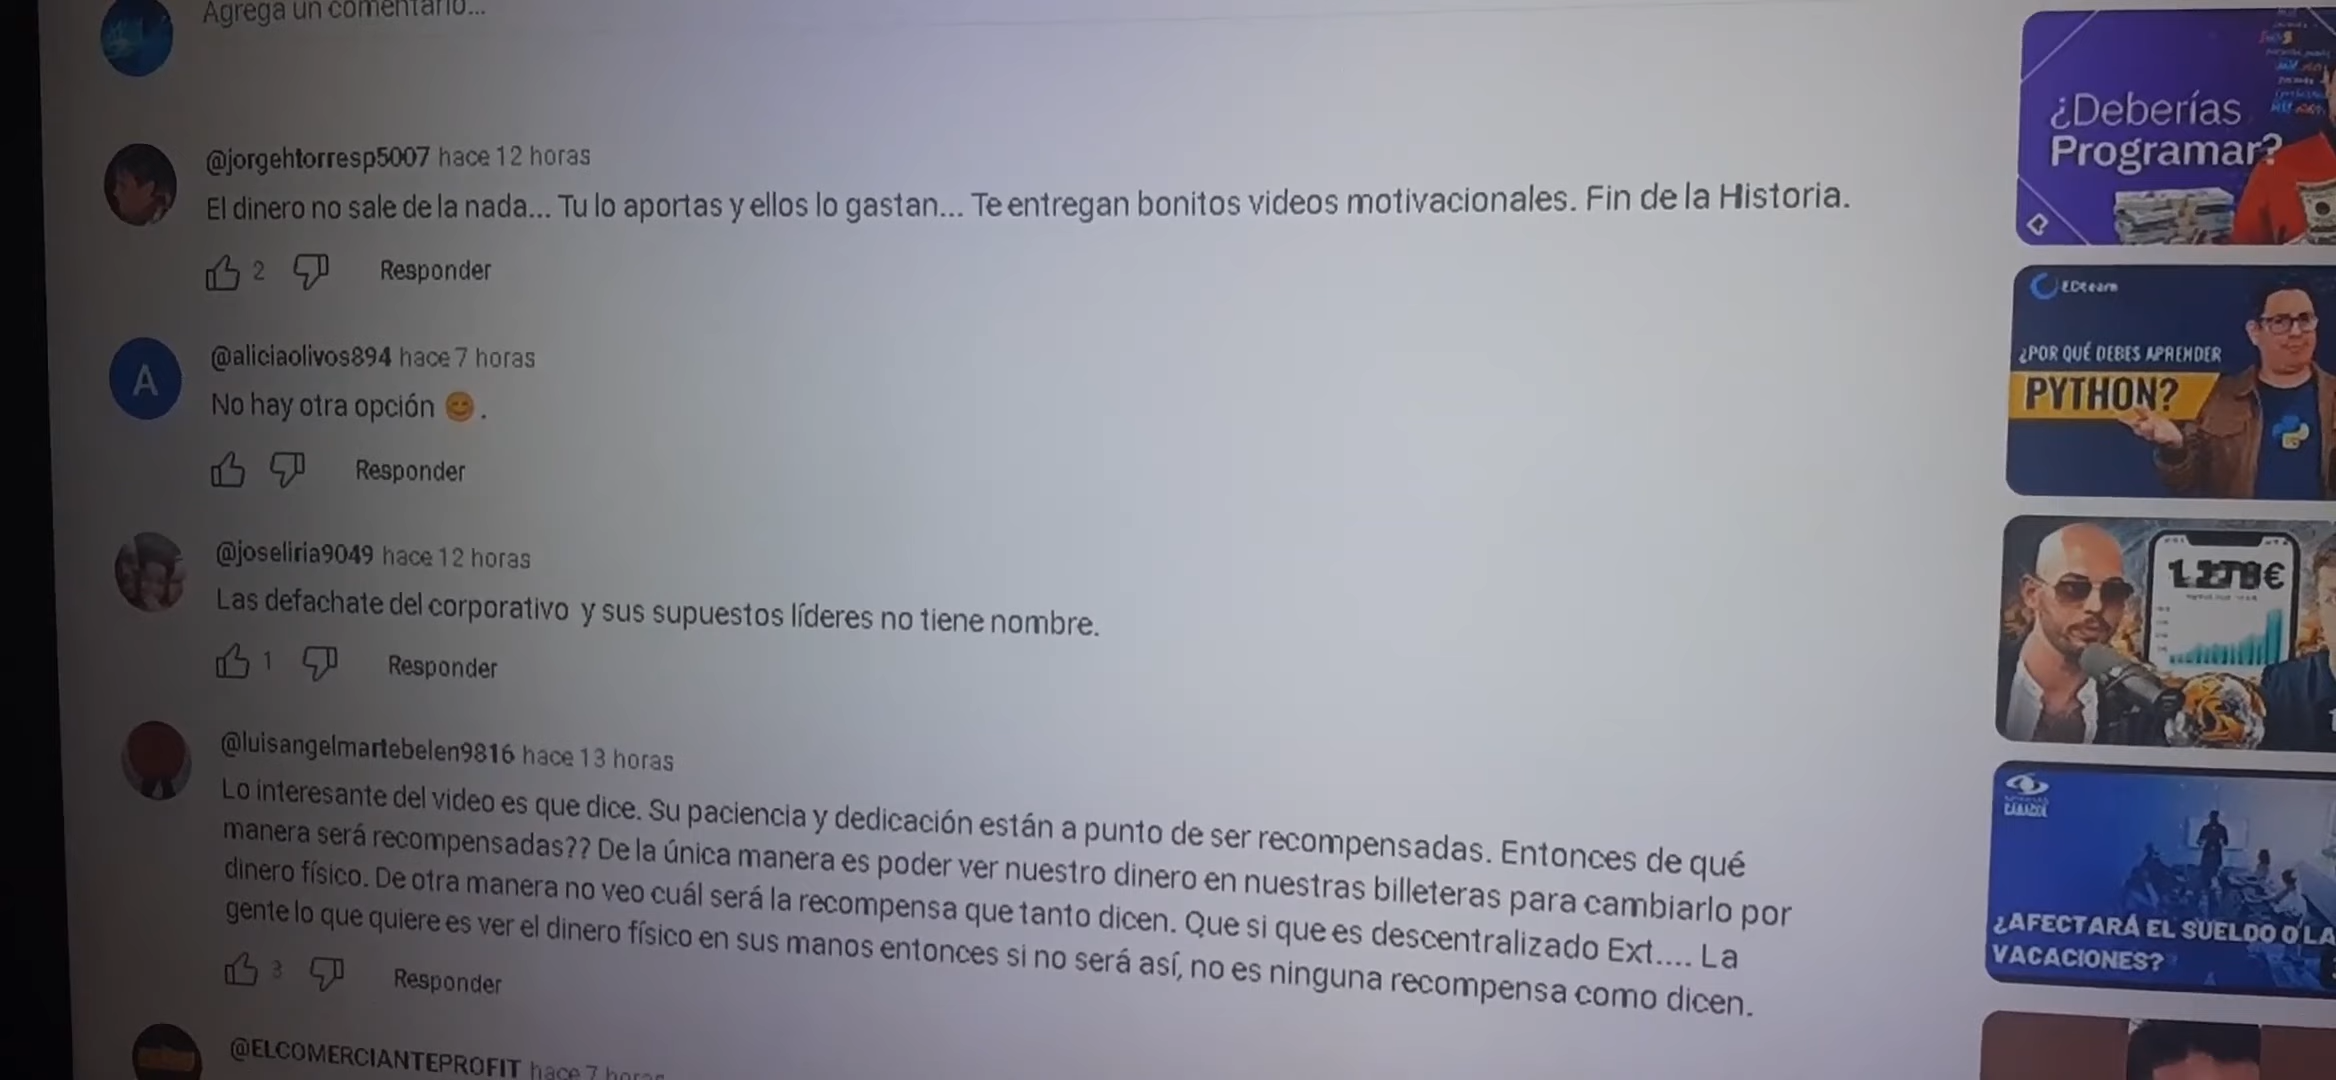 Agrega un comentario...
@jorgehtorresp5007 hace 12 horas
El dinero no sale de la nada... Tu lo aportas y ellos lo gastan... Te entregan bonitos videos motivacionales. Fin de la Historia.
2 Responder
A
@aliciaolivos894 hace 7 horas
No hay otra opción 😊.
Responder
@joseliria9049 hace 12 horas
Las defachate del corporativo y sus supuestos líderes no tiene nombre.
1 Responder
@luisangelmartebelen9816 hace 13 horas
Lo interesante del video es que dice. Su paciencia y dedicación están a punto de ser recompensadas. Entonces de qué
manera será recompensadas?? De la única manera es poder ver nuestro dinero en nuestras billeteras para cambiarlo por
dinero físico. De otra manera no veo cuál será la recompensa que tanto dicen. Que si que es descentralizado Ext.... La
gente lo que quiere es ver el dinero físico en sus manos entonces si no será así, no es ninguna recompensa como dicen.
3 Responder
@ELCOMERCIANTEPROFIT hace 7 horas
¿Deberías
Programar?
EDteam
¿POR QUÉ DEBES APRENDER
PYTHON?
CARACOL
¿AFECTARÁ EL SUELDO O LA
VACACIONES?